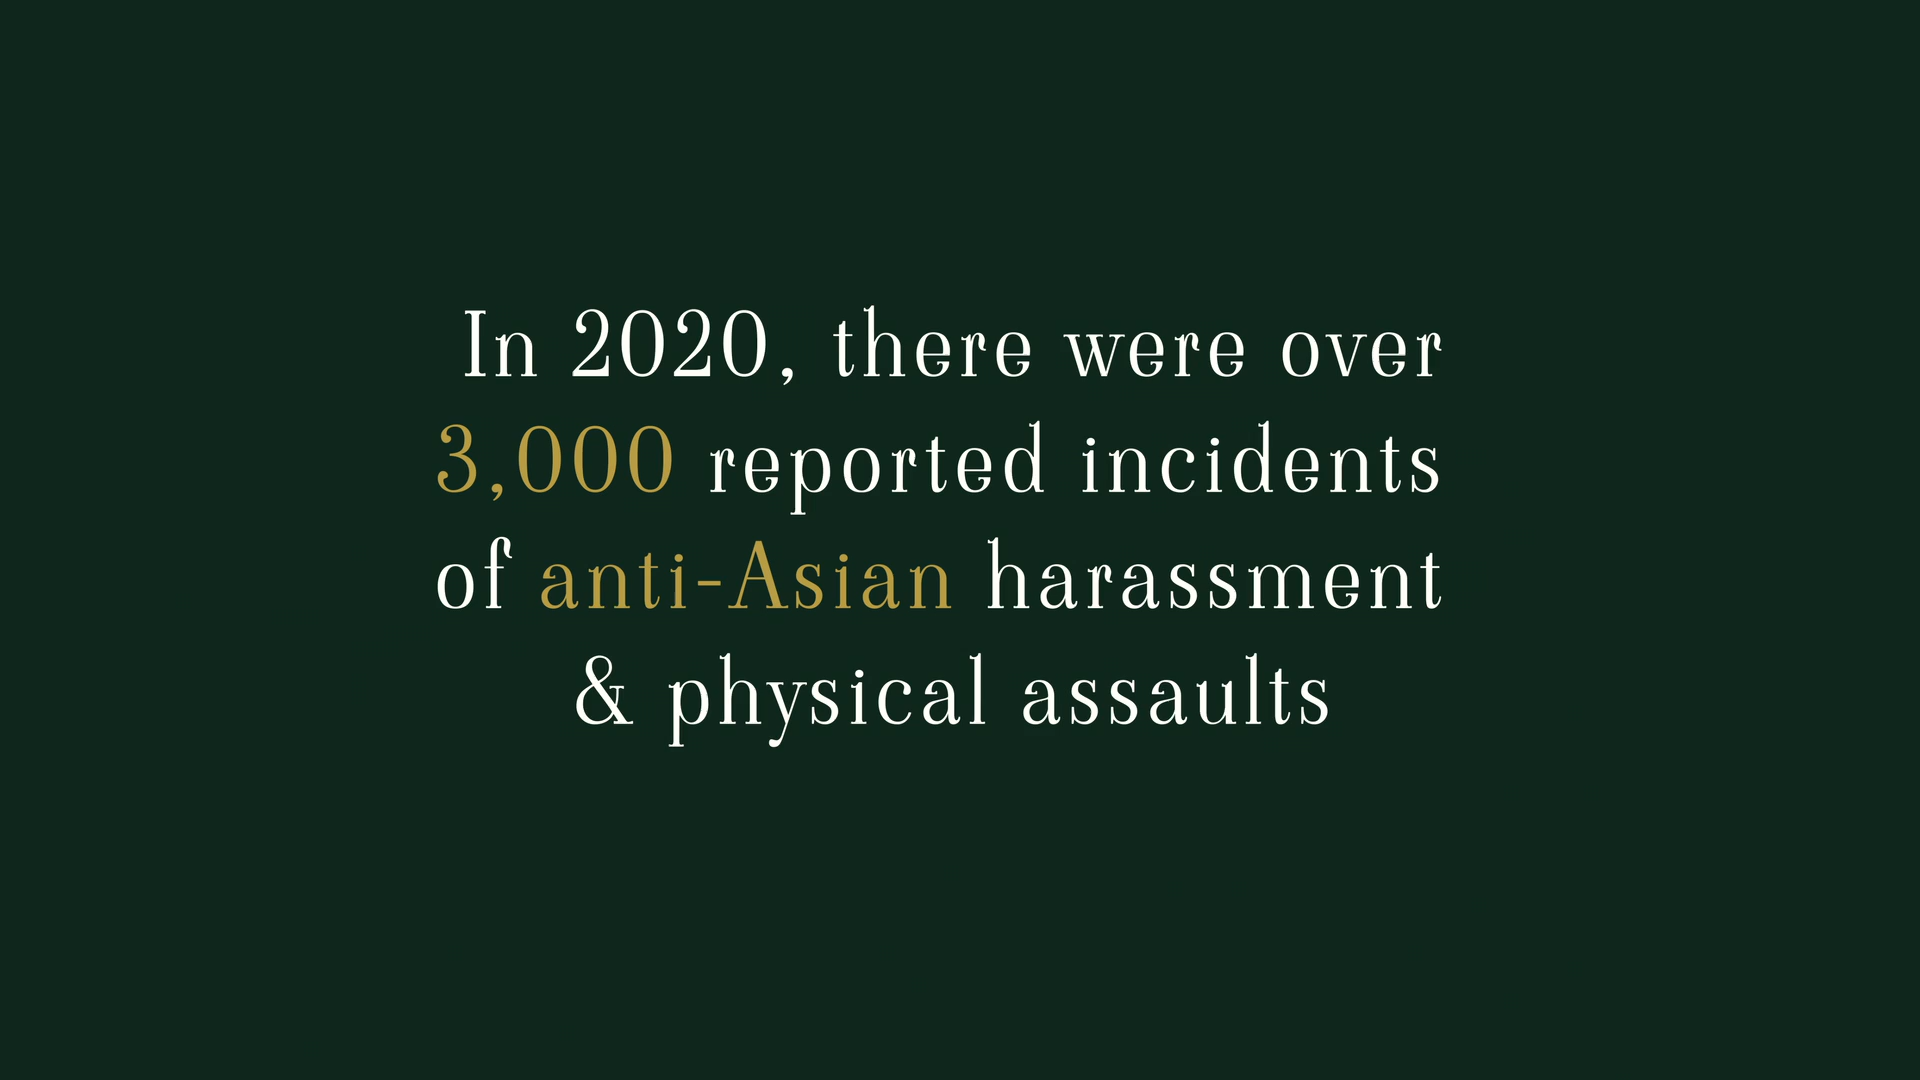 In 2020, there were over
3,000 reported incidents
of anti-Asian harassment
& physical assaults